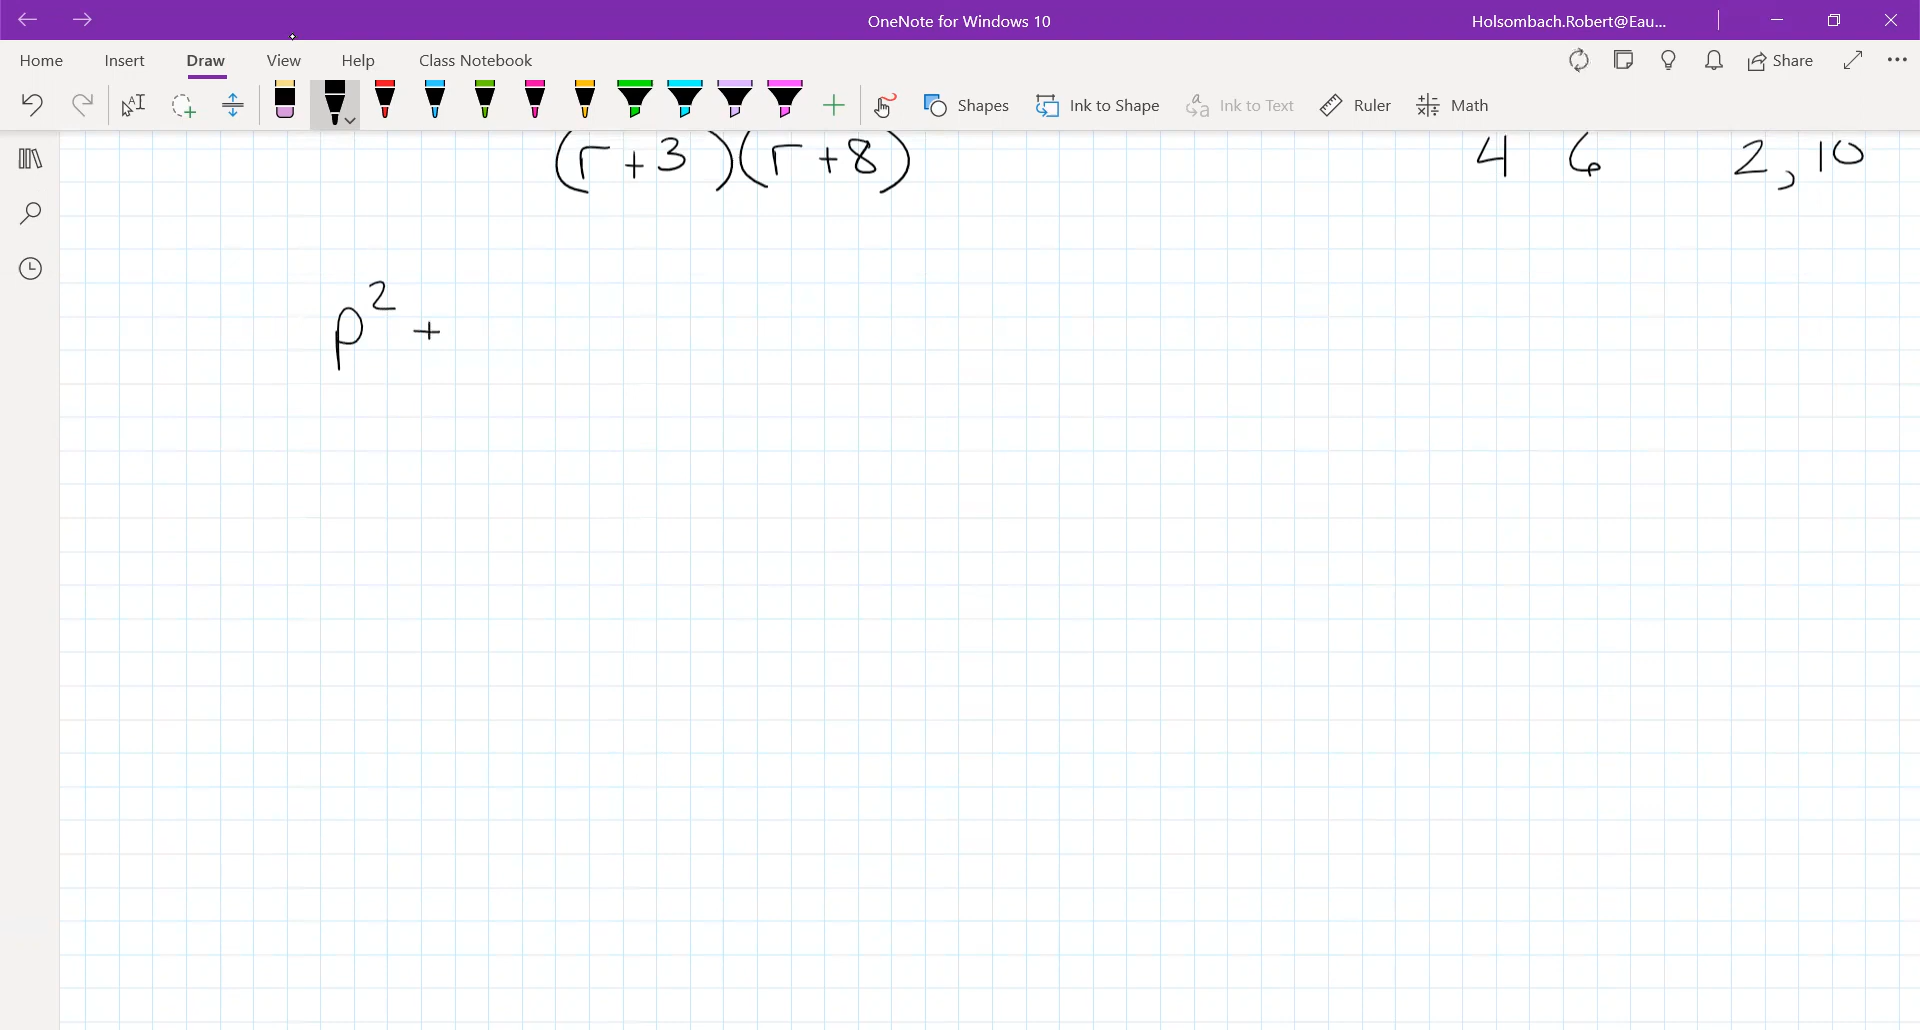 OneNote for Windows 10 Holsombach.Robert@Eau...
Home Insert Draw View Help Class Notebook Share
Shapes Ink to Shape Ink to Text Ruler Math
(r+3)(r+8) 4 6 2,10
p² +